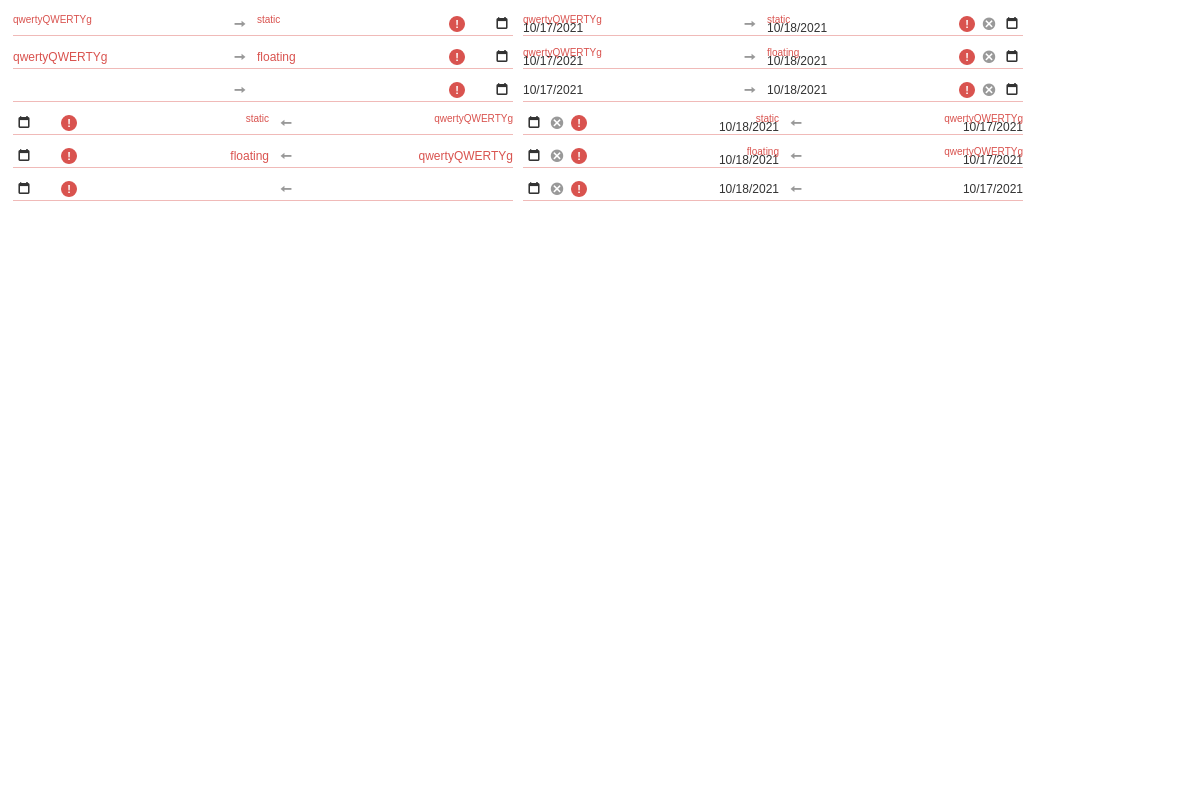 qwertyQWERTYg static qwertyQWERTYg static
10/17/2021 10/18/2021
qwertyQWERTYg floating qwertyQWERTYg floating
10/17/2021 10/18/2021
10/17/2021 10/18/2021
static qwertyQWERTYg static qwertyQWERTYg
10/18/2021 10/17/2021
floating qwertyQWERTYg floating qwertyQWERTYg
10/18/2021 10/17/2021
10/18/2021 10/17/2021